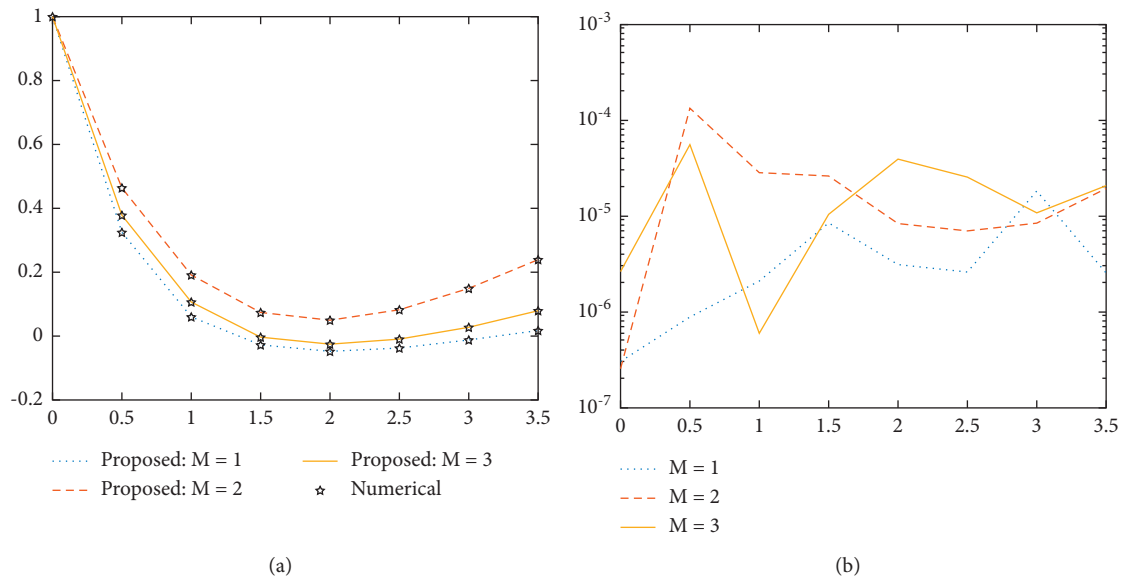 1
0.8
0.6
0.4
0.2
0
-0.2
0 0.5 1 1.5 2 2.5 3 3.5
Proposed: M = 1
Proposed: M = 2
Proposed: M = 3
Numerical
(a)
10-3
10-4
10-5
10-6
10-7
0 0.5 1 1.5 2 2.5 3 3.5
M = 1
M = 2
M = 3
(b)